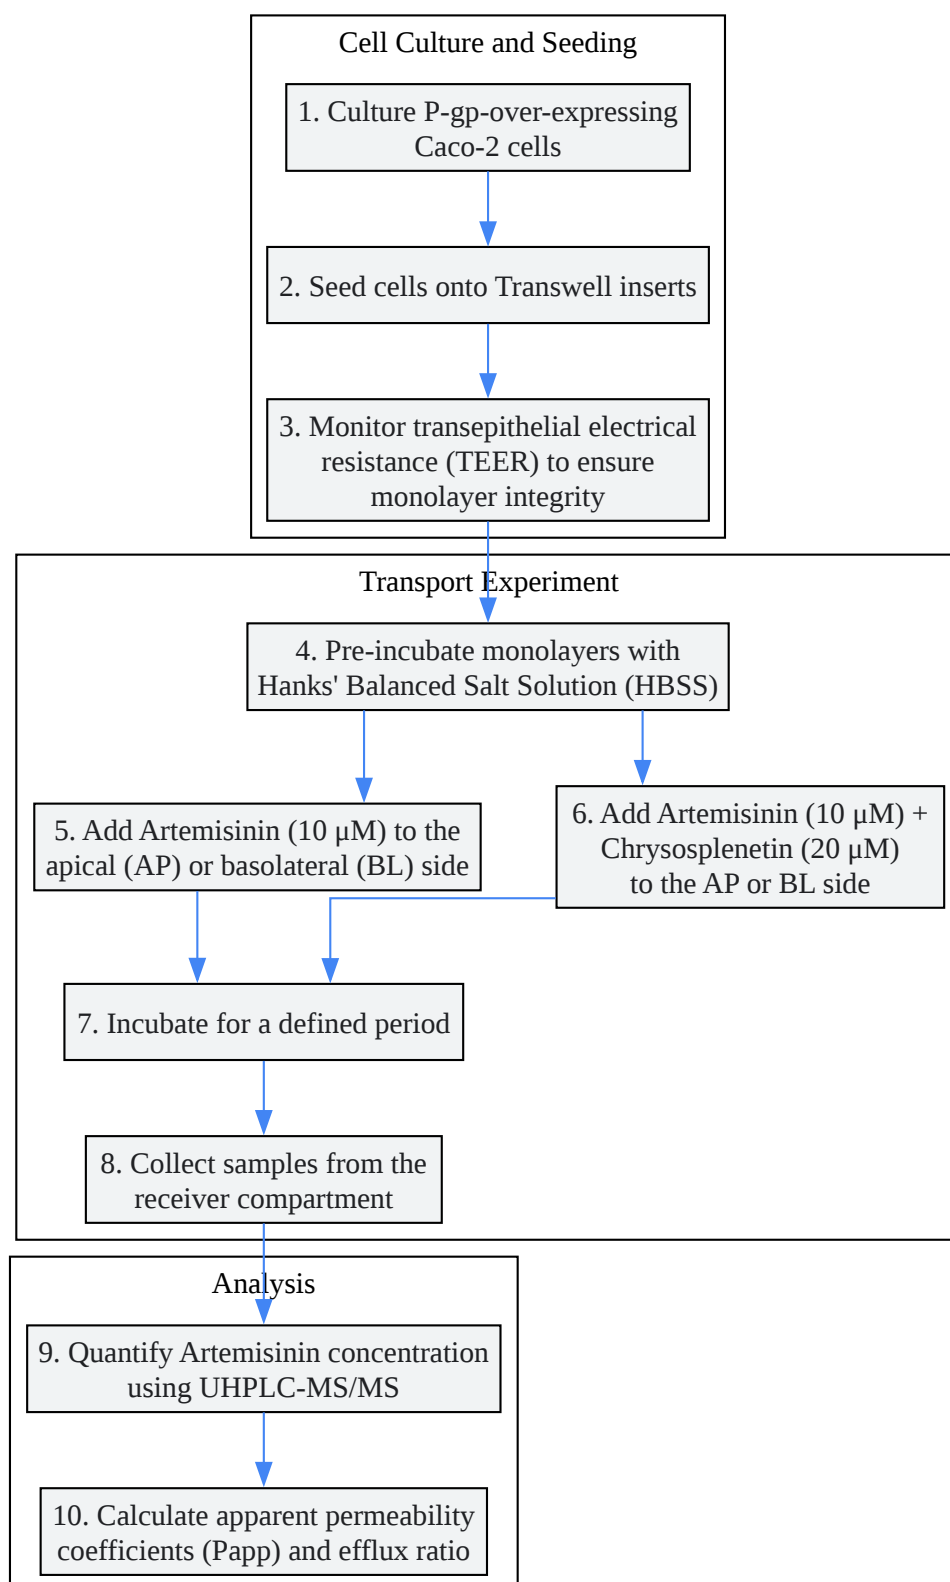 Cell Culture and Seeding
1. Culture P-gp-over-expressing
Caco-2 cells
2. Seed cells onto Transwell inserts
3. Monitor transepithelial electrical
resistance (TEER) to ensure
monolayer integrity
Transport Experiment
4. Pre-incubate monolayers with
Hanks' Balanced Salt Solution (HBSS)
5. Add Artemisinin (10 μM) to the
apical (AP) or basolateral (BL) side
6. Add Artemisinin (10 μM) +
Chrysosplenetin (20 μM)
to the AP or BL side
7. Incubate for a defined period
8. Collect samples from the
receiver compartment
Analysis
9. Quantify Artemisinin concentration
using UHPLC-MS/MS
10. Calculate apparent permeability
coefficients (Papp) and efflux ratio